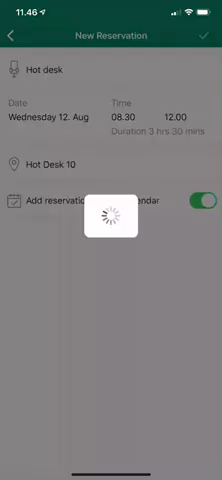 11.46
New Reservation
Hot desk
Date Time
Wednesday 12. Aug 08.30 12.00
Duration 3 hrs. 30 mins
Hot Desk 10
Add reservation endar